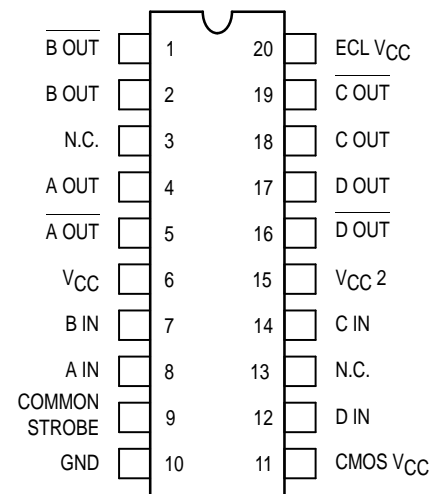 B OUT 1 20 ECL VCC
B OUT 2 19 C OUT
N.C. 3 18 C OUT
A OUT 4 17 D OUT
A OUT 5 16 D OUT
VCC 6 15 VCC 2
B IN 7 14 C IN
A IN 8 13 N.C.
COMMON
STROBE 9 12 D IN
GND 10 11 CMOS VCC